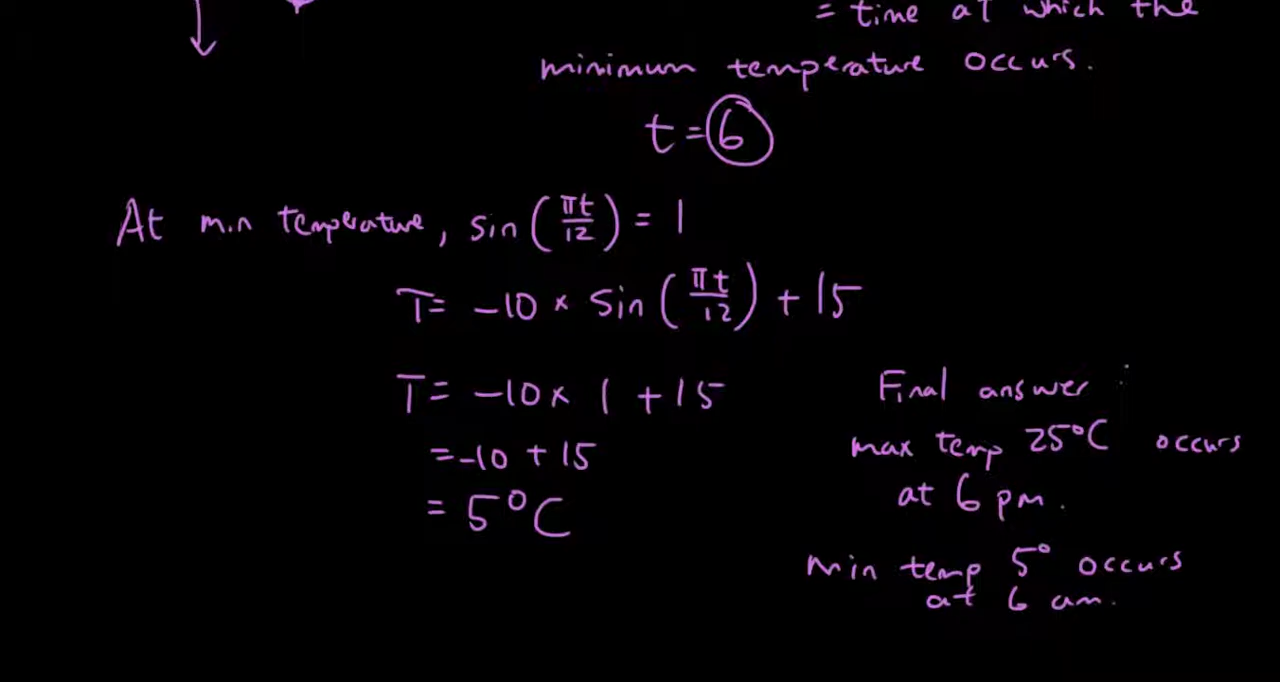 = time at which the
minimum temperature occurs.
t = 6
At min temperature, sin(πt/12) = 1
T = -10 × sin(πt/12) + 15
T = -10 × 1 + 15
= -10 + 15
= 5°C
Final answer :
max temp 25°C occurs
at 6 pm.
Min temp 5° occurs
at 6 am.